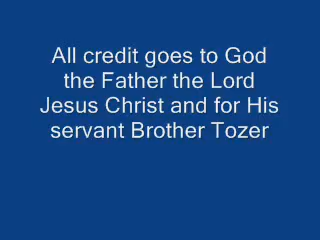 All credit goes to God
the Father the Lord
Jesus Christ and for His
servant Brother Tozer